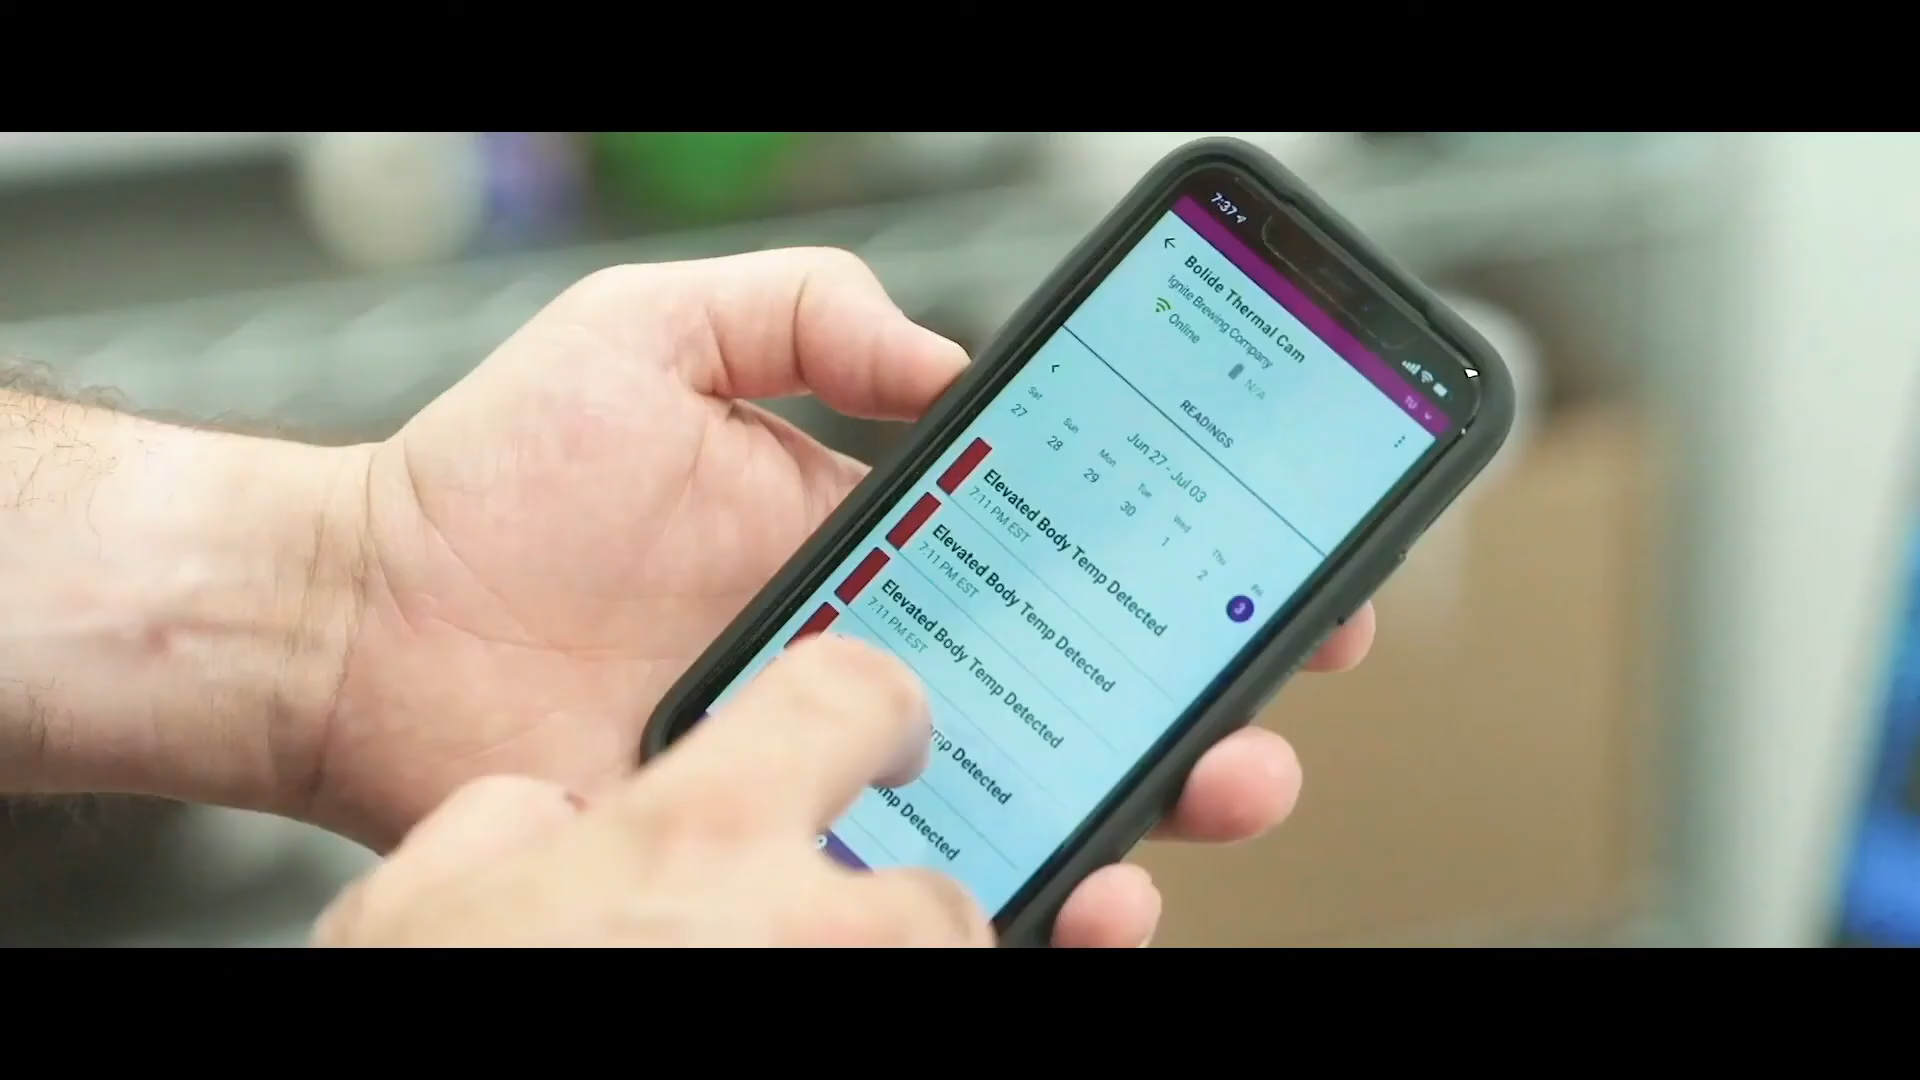 7:37
Bolide Thermal Cam
Ignite Brewing Company
Online
N/A
READINGS
Jun 27 - Jul 03
Sat Sun Mon Tue Wed Thu Fri
27 28 29 30 1 2 3
Elevated Body Temp Detected
7:11 PM EST
Elevated Body Temp Detected
7:11 PM EST
Elevated Body Temp Detected
7:11 PM EST
Detected
Detected